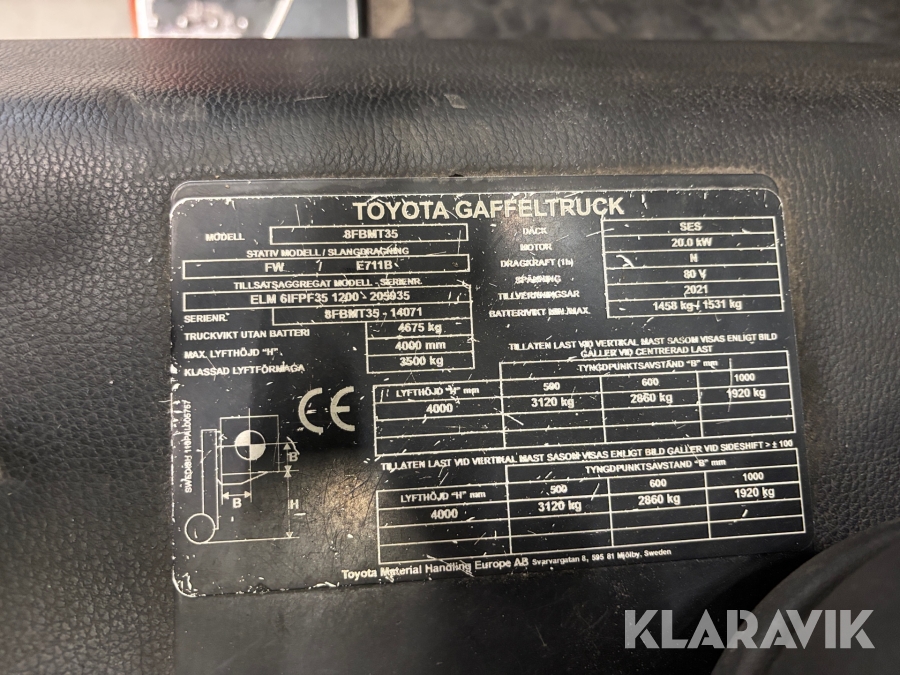 TOYOTA GAFFELTRUCK
MODELL 8FBMT35
STATIV MODELL / SLANGDRAGNING
FW E711B
TILLSATSAGGREGAT MODELL - SERIENR.
ELM 6IFPF35 1200 - 205935
SERIENR. 8FBMT35 - 14071
TRUCKVIKT UTAN BATTERI 4675 kg
MAX. LYFTHÖJD "H" 4000 mm
KLASSAD LYFTFÖRMÅGA 3500 kg
DÄCK SES
MOTOR 20.0 kW
DRAGKRAFT (1h) N
SPÄNNING 80 V
TILLVERKNINGSÅR 2021
BATTERIVIKT MIN./MAX. 1458 kg / 1531 kg
TILLÅTEN LAST VID VERTIKAL MAST SÅSOM VISAS ENLIGT BILD
GÄLLER VID CENTRERAD LAST
TYNGDPUNKTSAVSTÅND "B" mm
LYFTHÖJD "H" mm 500 600 1000
4000 3120 kg 2860 kg 1920 kg
TILLÅTEN LAST VID VERTIKAL MAST SÅSOM VISAS ENLIGT BILD GÄLLER VID SIDESHIFT > ± 100
TYNGDPUNKTSAVSTÅND "B" mm
LYFTHÖJD "H" mm 500 600 1000
4000 3120 kg 2860 kg 1920 kg
CE
B
B
H
Toyota Material Handling Europe AB Svarvargatan 8, 595 81 Mjölby, Sweden
KLARAVIK